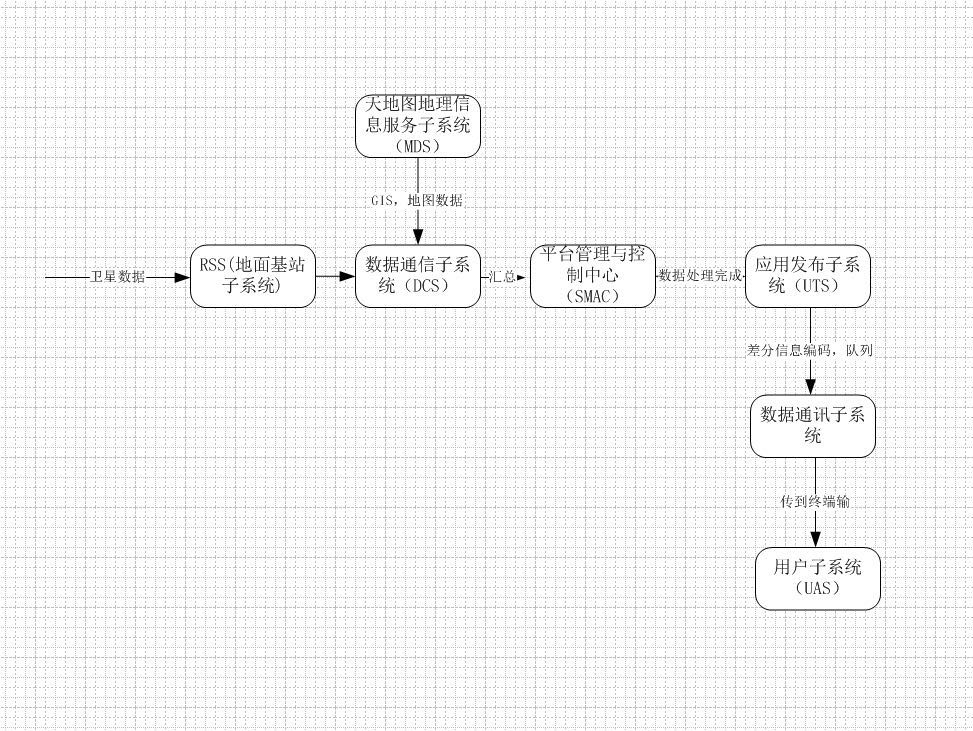 天地图地理信
息服务子系统
（MDS）
GIS，地图数据
卫星数据
RSS(地面基站
子系统)
数据通信子系
统（DCS）
汇总
平台管理与控
制中心
（SMAC）
数据处理完成
应用发布子系
统（UTS）
差分信息编码，队列
数据通讯子系
统
传到终端输
用户子系统
（UAS）